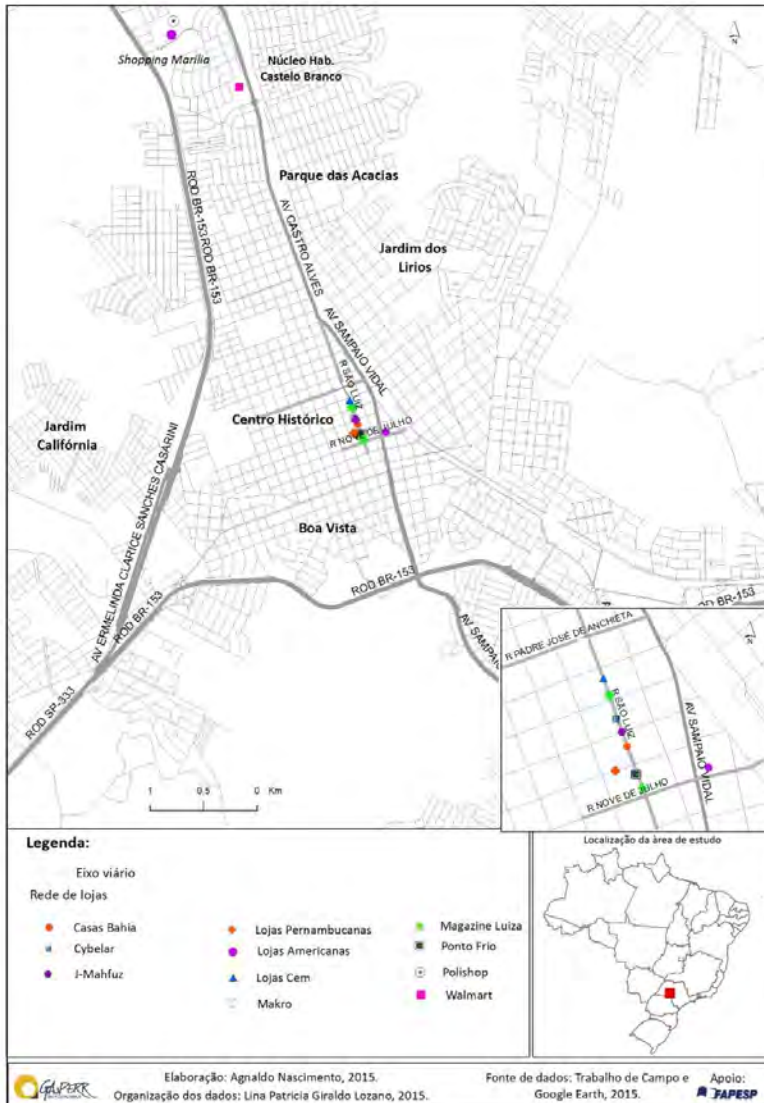 Shopping Marília
Núcleo Hab.
Castelo Branco
ROD BR-153
ROD BR-153
Parque das Acacias
AV CASTRO ALVES
Jardim dos
Lirios
AV SAMPAIO VIDAL
R SÃO LUIZ
Jardim
Califórnia
Centro Histórico
R NOVE DE JULHO
AV ERMELINDA CLARICE SANCHES CASARINI
Boa Vista
ROD BR-153
ROD BR-153
ROD BR-153
AV SAMPAI
ROD SP-333
1 0.5 0 Km
R PADRE JOSÉ DE ANCHIETA
R SÃO LUIZ
AV SAMPAIO VIDAL
R NOVE DE JULHO
Legenda:
Eixo viário
Rede de lojas
Casas Bahia
Cybelar
J-Mahfuz
Lojas Pernambucanas
Lojas Americanas
Lojas Cem
Makro
Magazine Luiza
Ponto Frio
Polishop
Walmart
Localização da àrea de estudo
GAsPERR
Elaboração: Agnaldo Nascimento, 2015.
Organização dos dados: Lina Patricia Giraldo Lozano, 2015.
Fonte de dados: Trabalho de Campo e
Google Earth, 2015.
Apoio:
FAPESP